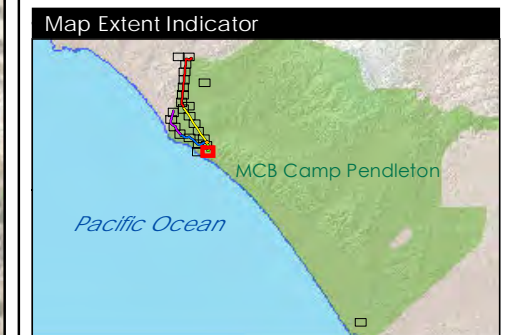 Map Extent Indicator
MCB Camp Pendleton
Pacific Ocean